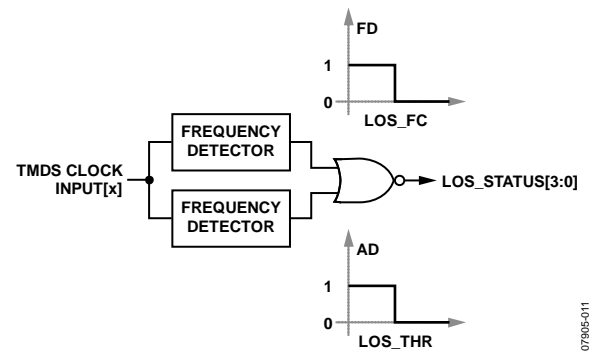 FD
1
0
LOS_FC
FREQUENCY
DETECTOR
TMDS CLOCK
INPUT[x]
LOS_STATUS[3:0]
FREQUENCY
DETECTOR
AD
1
0
LOS_THR
07905-011